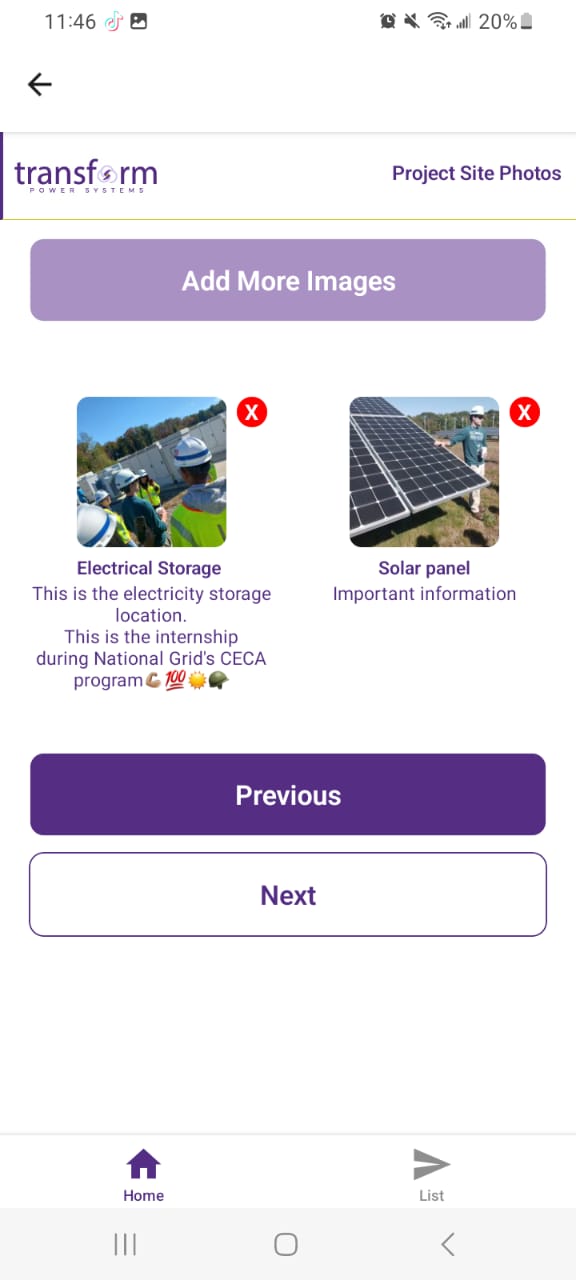 11:46
20%
transform
POWER SYSTEMS
Project Site Photos
Add More Images
X
X
Electrical Storage
This is the electricity storage
location.
This is the internship
during National Grid's CECA
program💪🏽💯☀️🪖
Solar panel
Important information
Previous
Next
Home
List